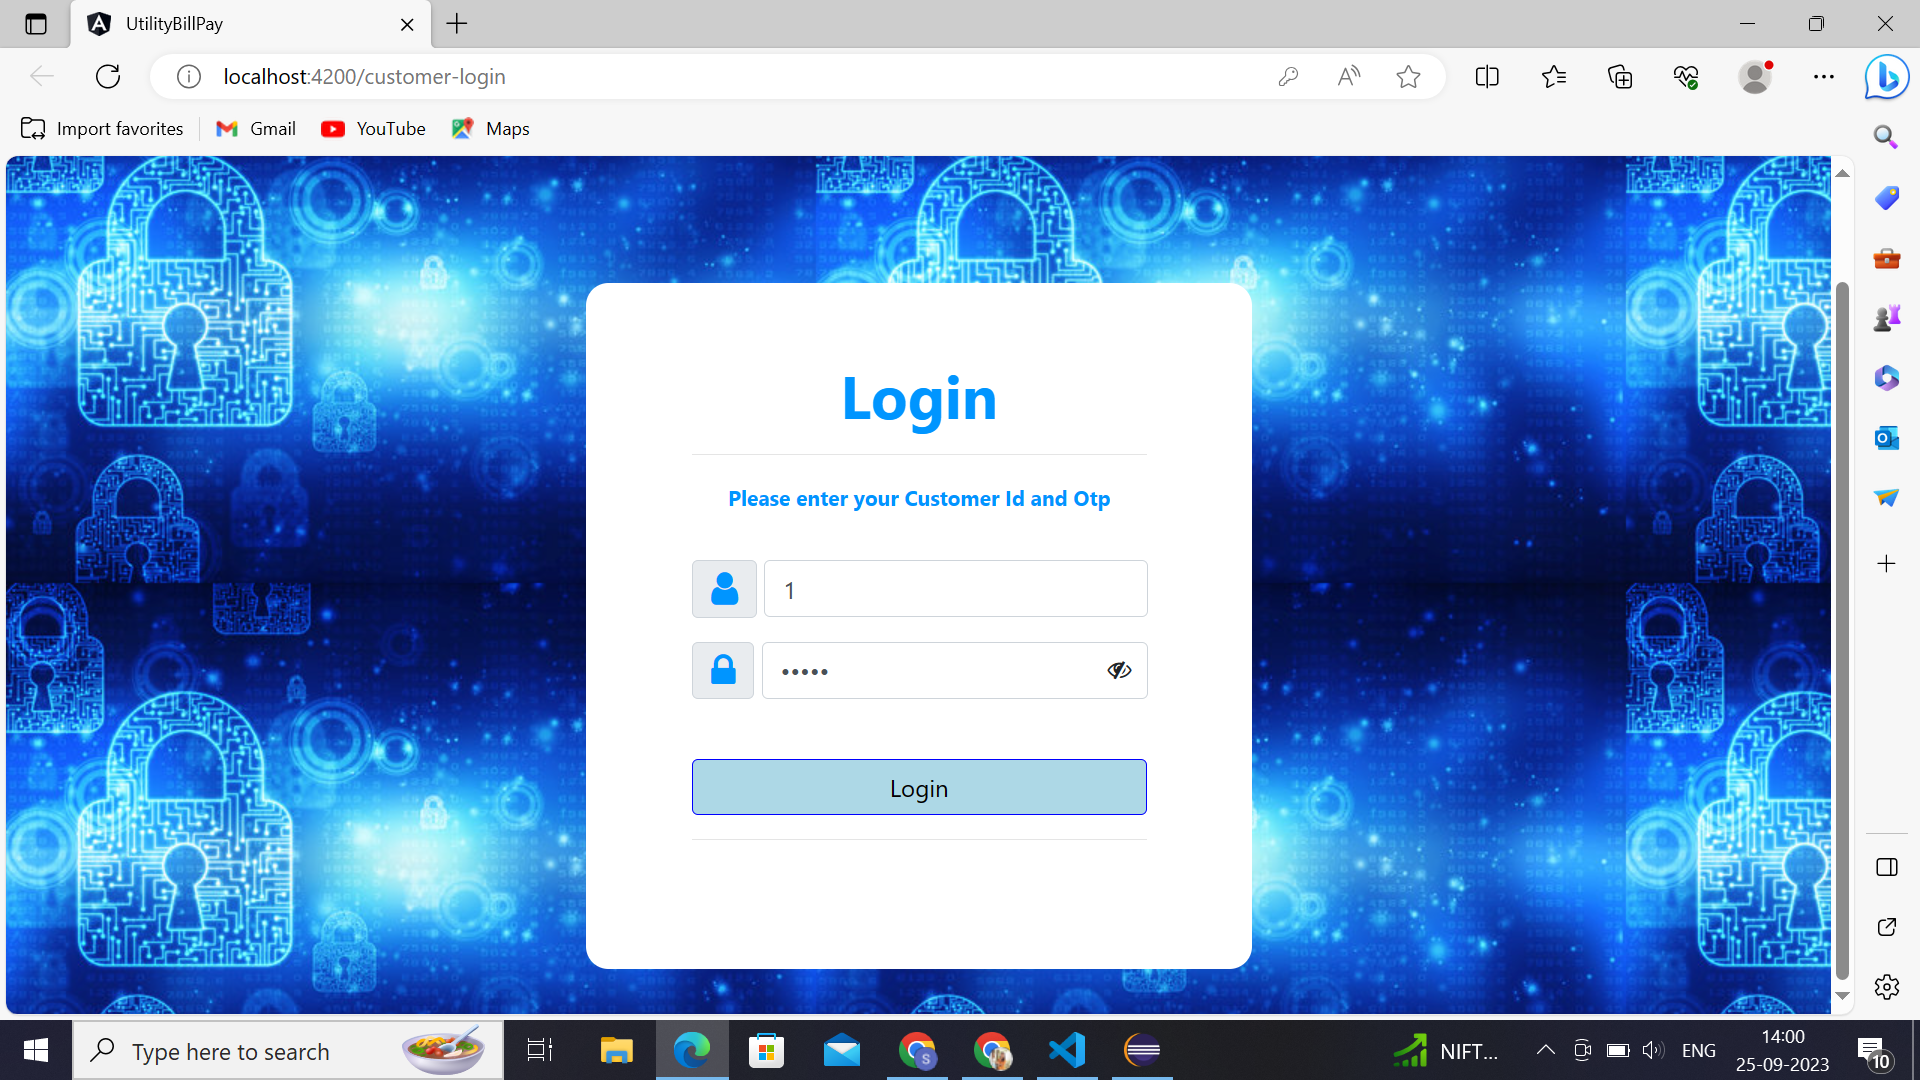 UtilityBillPay
localhost:4200/customer-login
Import favorites
Gmail
YouTube
Maps
Login
Please enter your Customer Id and Otp
1
•••••
Login
Type here to search
NIFT...
ENG
14:00
25-09-2023
10